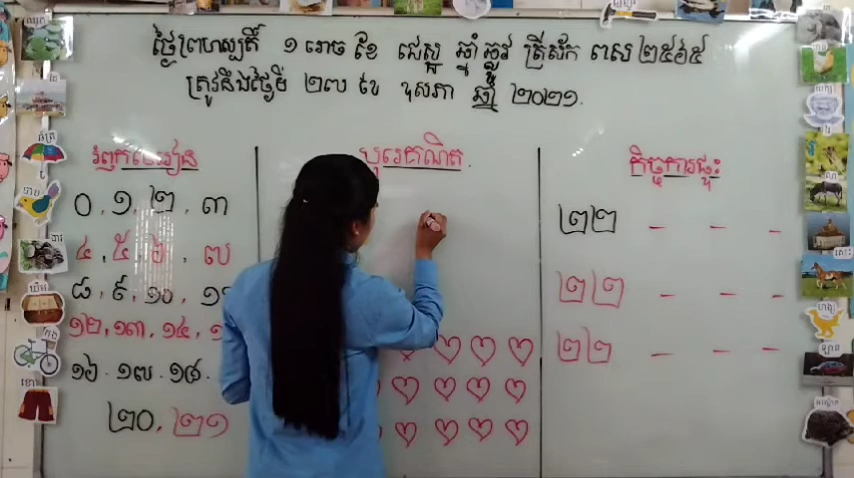 ថ្ងៃព្រហស្បតិ៍ ១ រោច ខែ ជេស្ឋ ឆ្នាំ ឆ្លូវ ត្រីស័ក ពស ២៥៦៥
ត្រូវនឹងថ្ងៃទី ២៧ ខែ ឧសភា ឆ្នាំ ២០២១.
រំឭកមេរៀន
០, ១, ២, ៣
៤, ៥, ៦, ៧
៨, ៩, ១០,
១២, ១៣, ១៤,
១៦ . ១៧ . ១៨ .
២០, ២១
បុរេគណិត.
កិច្ចការផ្ទះ
២២ _ _ _
២២ _ _ _
២២ _ _ _